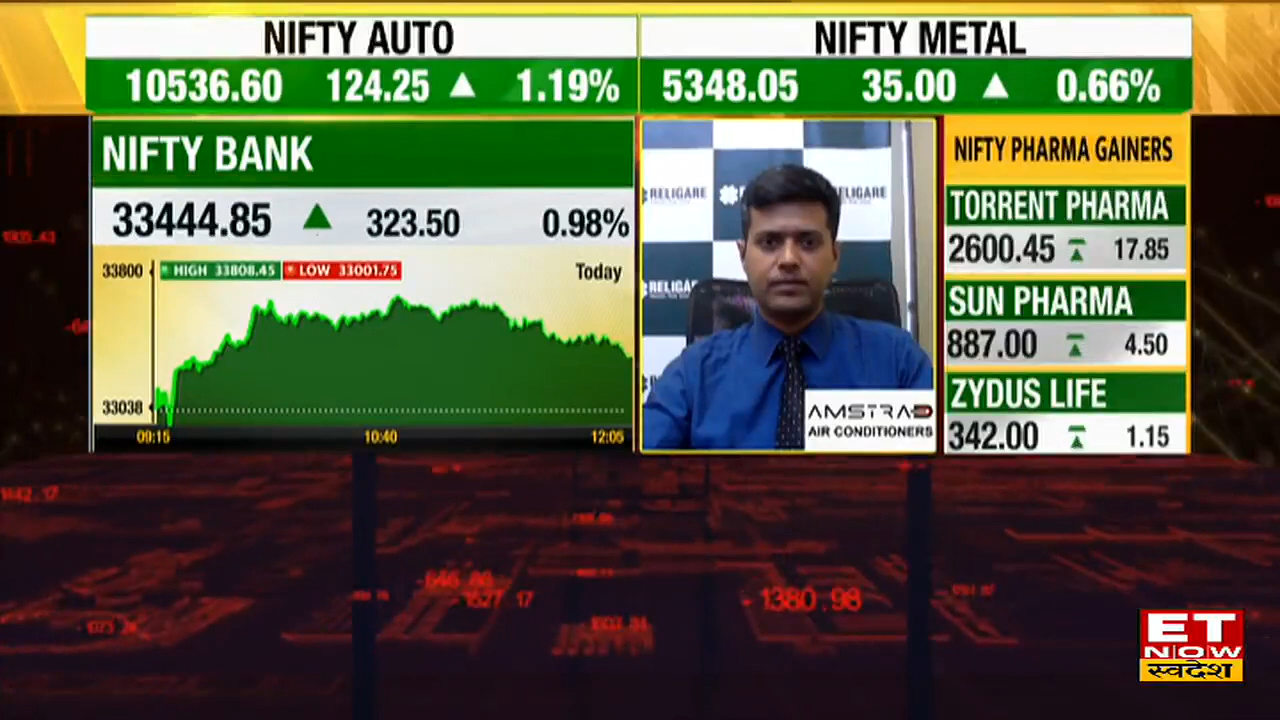 NIFTY AUTO
10536.60 124.25 ▲ 1.19%
NIFTY METAL
5348.05 35.00 ▲ 0.66%
NIFTY BANK
33444.85 ▲ 323.50 0.98%
33800 HIGH 33808.45 LOW 33001.75 Today
33038
09:15 10:40 12:05
RELIGARE
RELIGARE
RELIGARE
AMSTRAD
AIR CONDITIONERS
NIFTY PHARMA GAINERS
TORRENT PHARMA
2600.45 17.85
SUN PHARMA
887.00 4.50
ZYDUS LIFE
342.00 1.15
-1380.98
ET
NOW
स्वदेश